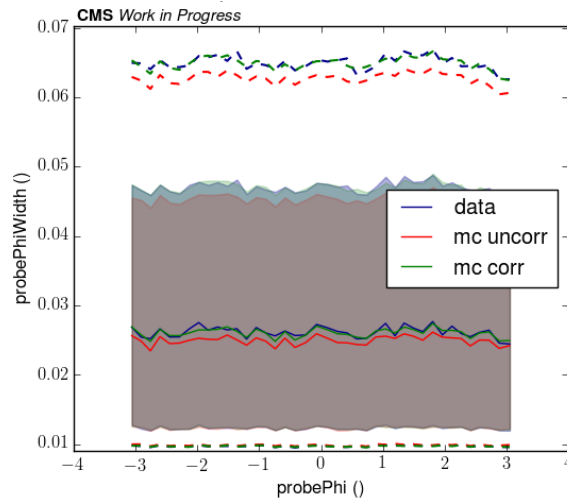 CMS Work in Progress
0.07
0.06
0.05
0.04
0.03
0.02
0.01
probePhiWidth ()
data
mc uncorr
mc corr
−4 −3 −2 −1 0 1 2 3 4
probePhi ()